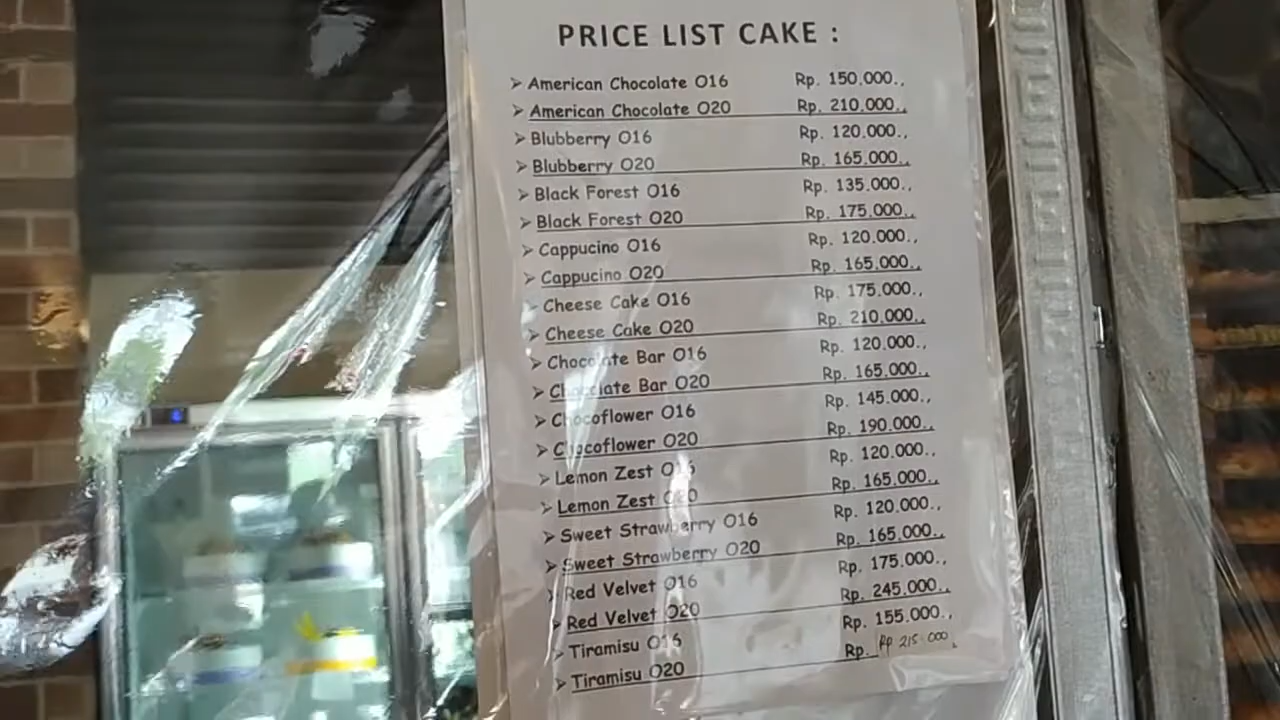 PRICE LIST CAKE :
➢ American Chocolate O16 Rp. 150.000.,
➢ American Chocolate O20 Rp. 210.000.,
➢ Blubberry O16 Rp. 120.000.,
➢ Blubberry O20 Rp. 165.000.,
➢ Black Forest O16 Rp. 135.000.,
➢ Black Forest O20 Rp. 175.000.,
➢ Cappucino O16 Rp. 120.000.,
➢ Cappucino O20 Rp. 165.000.,
➢ Cheese Cake O16 Rp. 175.000.,
➢ Cheese Cake O20 Rp. 210.000.,
➢ Chocolate Bar O16 Rp. 120.000.,
➢ Chocolate Bar O20 Rp. 165.000.,
➢ Chocoflower O16 Rp. 145.000.,
➢ Chocoflower O20 Rp. 190.000.,
➢ Lemon Zest O16 Rp. 120.000.,
➢ Lemon Zest O20 Rp. 165.000.,
➢ Sweet Strawberry O16 Rp. 120.000.,
➢ Sweet Strawberry O20 Rp. 165.000.,
➢ Red Velvet O16 Rp. 175.000.,
➢ Red Velvet O20 Rp. 245.000.,
➢ Tiramisu O16 Rp. 155.000.,
➢ Tiramisu O20 Rp. Rp 215.000,